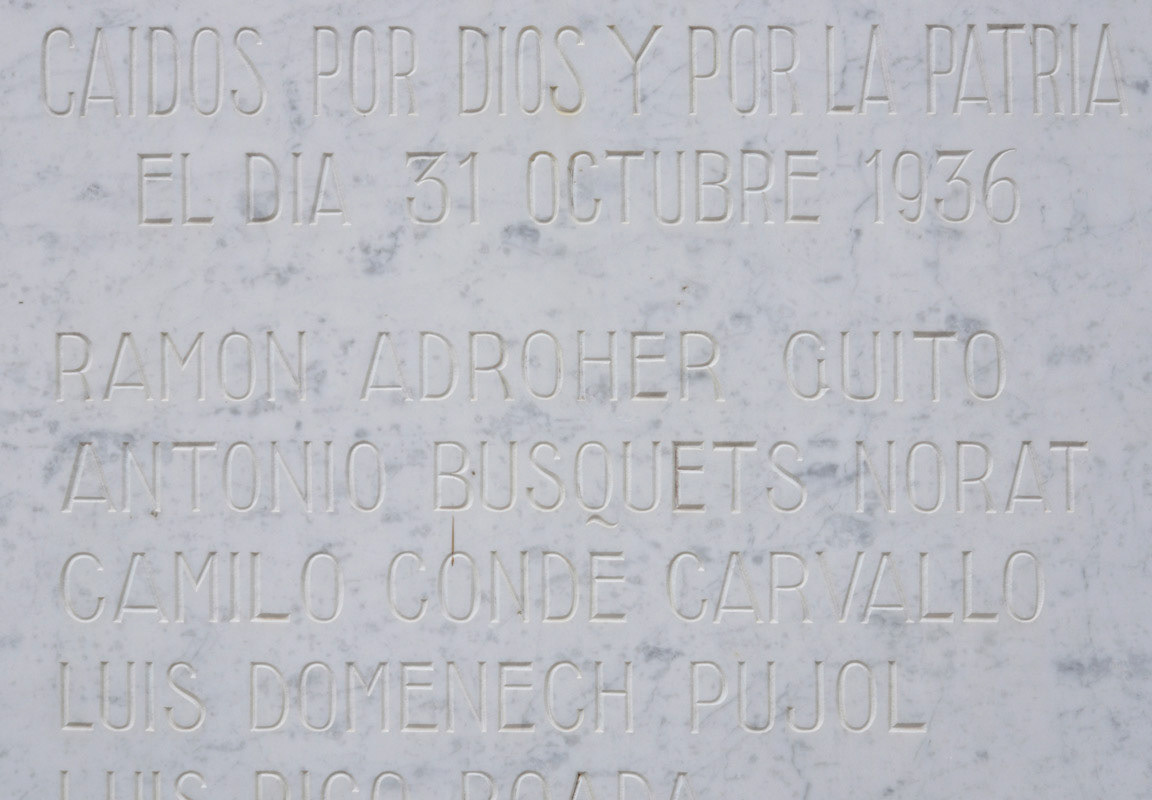 CAIDOS POR DIOS Y POR LA PATRIA
EL DIA 31 OCTUBRE 1936
RAMON ADROHER GUITO
ANTONIO BUSQUETS NORAT
CAMILO CONDE CARVALLO
LUIS DOMENECH PUJOL
LUIS